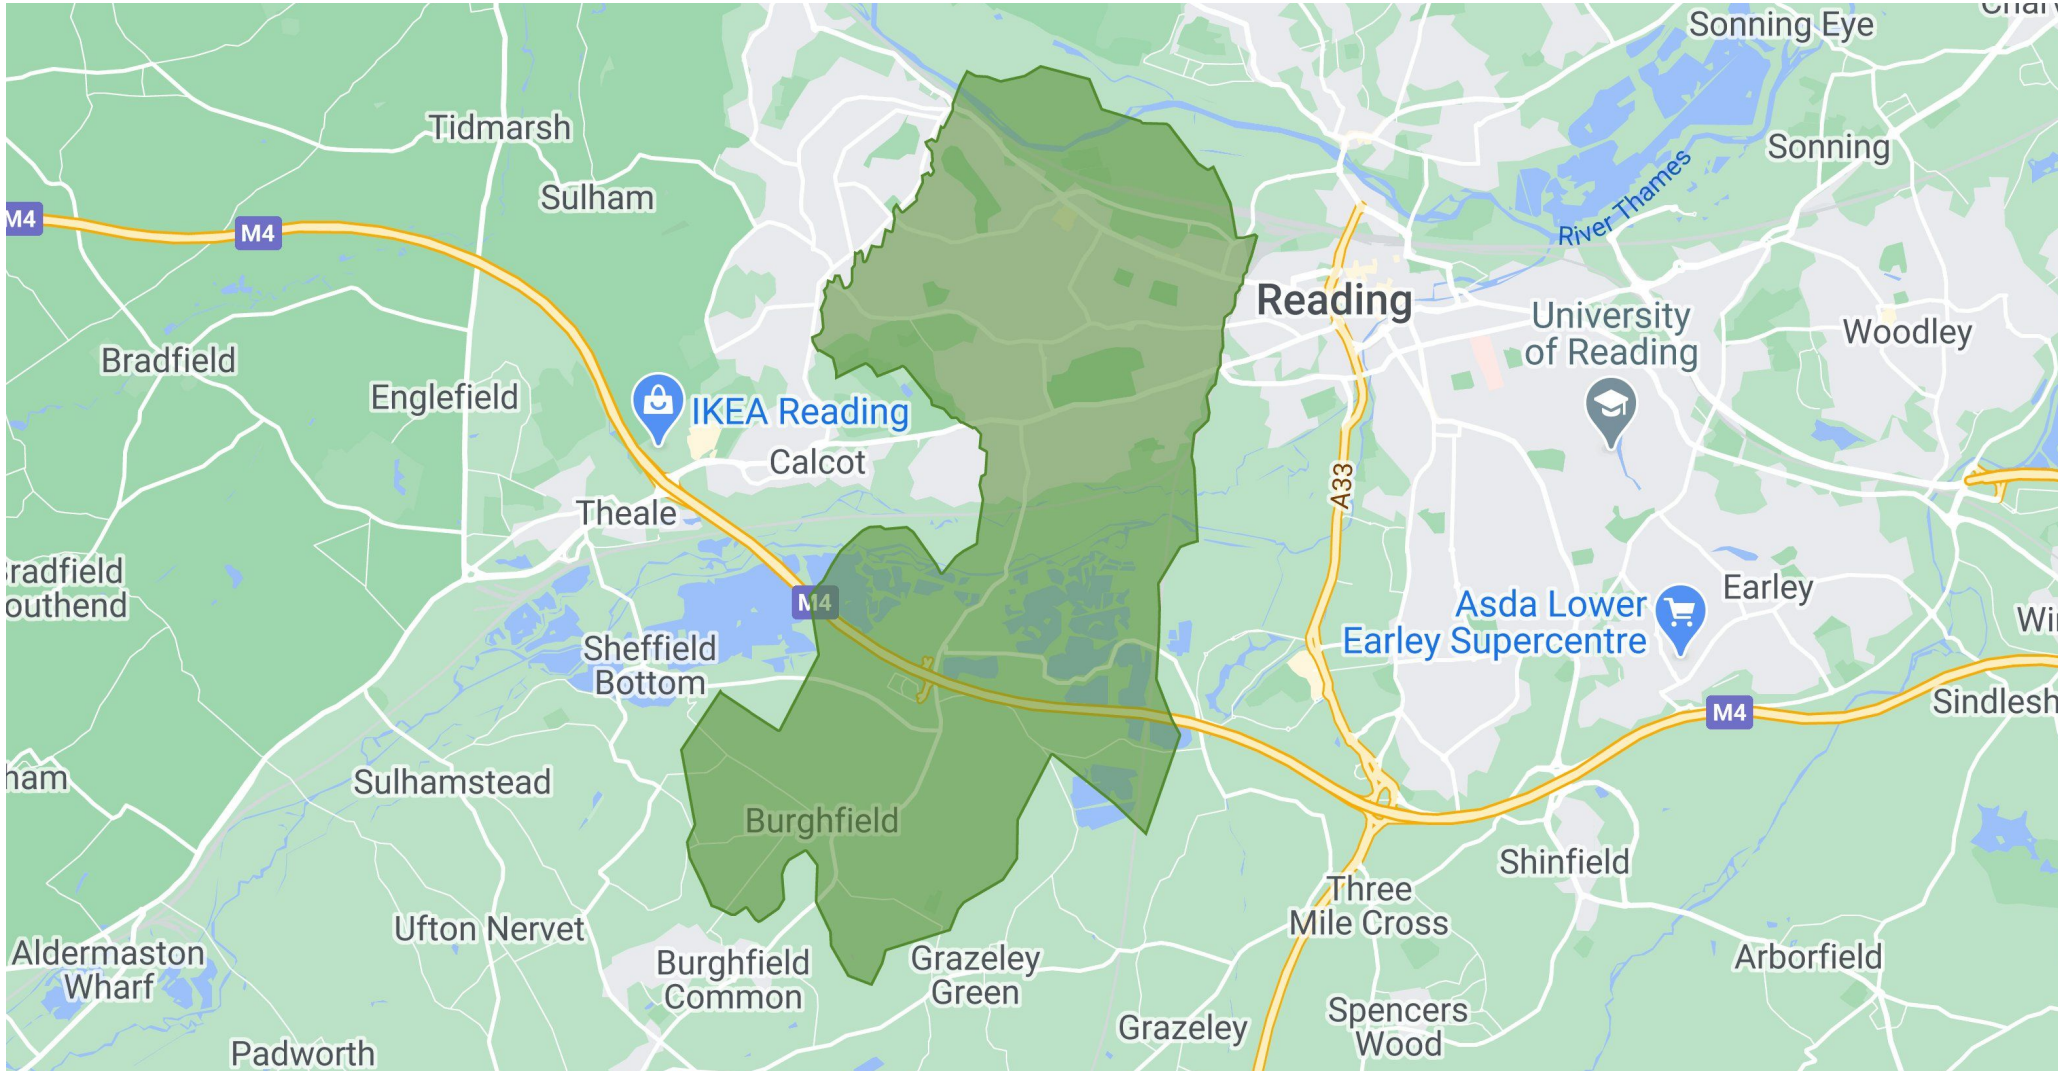 Sonning Eye
Tidmarsh
Sonning
Sulham
River Thames
M4
M4
Reading
University
of Reading
Woodley
Bradfield
Englefield
IKEA Reading
Calcot
A33
Theale
Earley
M4
Asda Lower
Earley Supercentre
Sheffield
Bottom
M4
Sulhamstead
Burghfield
Shinfield
Three
Mile Cross
Ufton Nervet
Aldermaston
Wharf
Burghfield
Common
Grazeley
Green
Arborfield
Grazeley
Spencers
Wood
Padworth